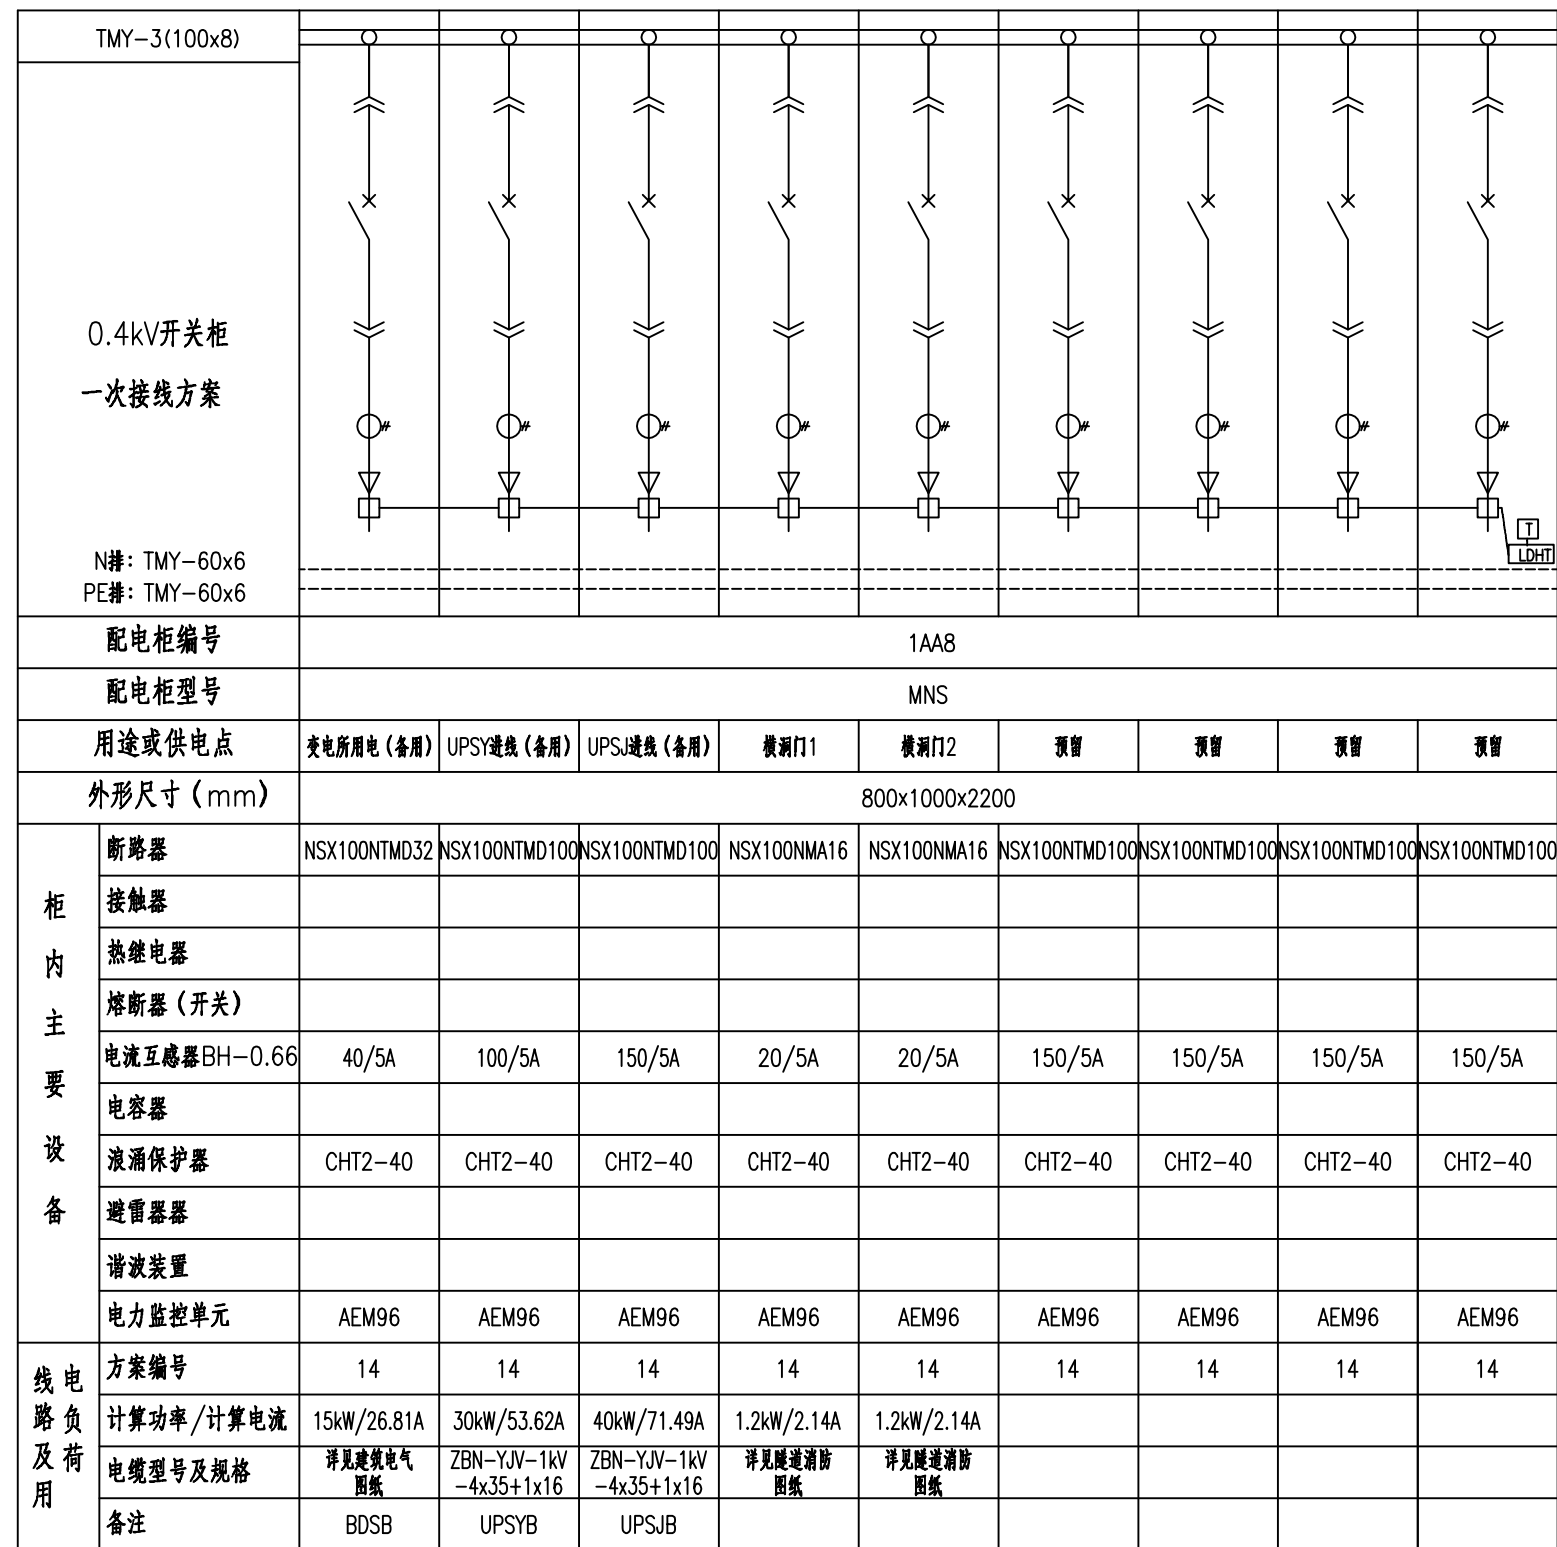 TMY-3(100x8)
0.4kV开关柜
一次接线方案
N排：TMY-60x6
PE排：TMY-60x6
T
LDHT
配电柜编号 1AA8
配电柜型号 MNS
用途或供电点 变电所用电（备用） UPSY进线（备用） UPSJ进线（备用） 横洞门1 横洞门2 预留 预留 预留 预留
外形尺寸（mm） 800x1000x2200
柜内主要设备
断路器 NSX100NTMD32 NSX100NTMD100 NSX100NTMD100 NSX100NMA16 NSX100NMA16 NSX100NTMD100 NSX100NTMD100 NSX100NTMD100 NSX100NTMD100
接触器
热继电器
熔断器（开关）
电流互感器BH-0.66 40/5A 100/5A 150/5A 20/5A 20/5A 150/5A 150/5A 150/5A 150/5A
电容器
浪涌保护器 CHT2-40 CHT2-40 CHT2-40 CHT2-40 CHT2-40 CHT2-40 CHT2-40 CHT2-40 CHT2-40
避雷器器
谐波装置
电力监控单元 AEM96 AEM96 AEM96 AEM96 AEM96 AEM96 AEM96 AEM96 AEM96
线路及用
电负荷
方案编号 14 14 14 14 14 14 14 14 14
计算功率/计算电流 15kW/26.81A 30kW/53.62A 40kW/71.49A 1.2kW/2.14A 1.2kW/2.14A
电缆型号及规格 详见建筑电气 ZBN-YJV-1kV ZBN-YJV-1kV 详见隧道消防 详见隧道消防
图纸 -4x35+1x16 -4x35+1x16 图纸 图纸
备注 BDSB UPSYB UPSJB